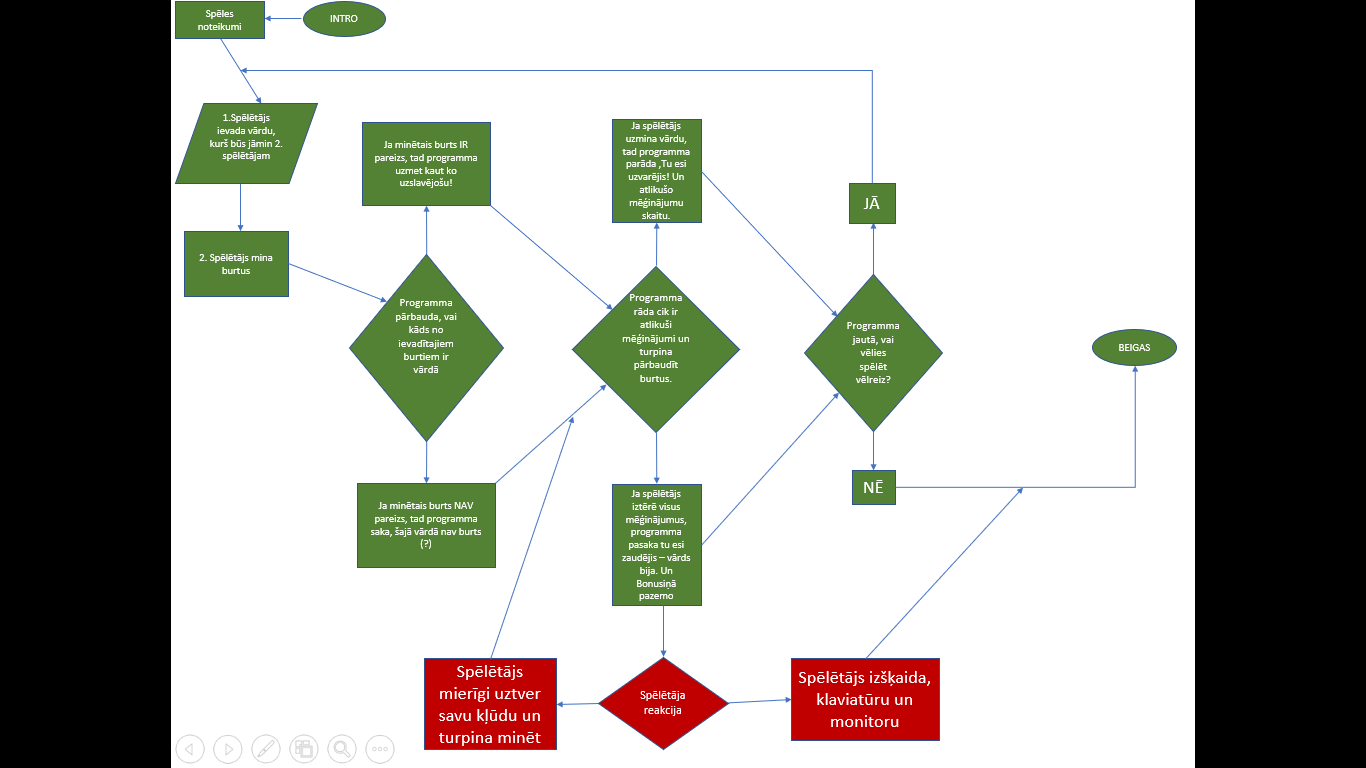 Spēles
noteikumi
INTRO
1.Spēlētājs
ievada vārdu,
kurš būs jāmin 2.
spēlētājam
2. Spēlētājs mina
burtus
Ja minētais burts IR
pareizs, tad programma
uzmet kaut ko
uzslavējošu!
Programma
pārbauda, vai
kāds no
ievadītajiem
burtiem ir
vārdā
Ja minētais burts NAV
pareizs, tad programma
saka, šajā vārdā nav burts
(?)
Ja spēlētājs
uzmina vārdu,
tad programma
parāda ,Tu esi
uzvarējis! Un
atlikušo
mēģinājumu
skaitu.
Programma
rāda cik ir
atlikuši
mēģinājumi un
turpina
pārbaudīt
burtus.
Ja spēlētājs
iztērē visus
mēģinājumus,
programma
pasaka tu esi
zaudējis – vārds
bija. Un
Bonusiņā
pazemo
JĀ
Programma
jautā, vai
vēlies
spēlēt
vēlreiz?
NĒ
BEIGAS
Spēlētājs
mierīgi uztver
savu kļūdu un
turpina minēt
Spēlētāja
reakcija
Spēlētājs izšķaida,
klaviatūru un
monitoru